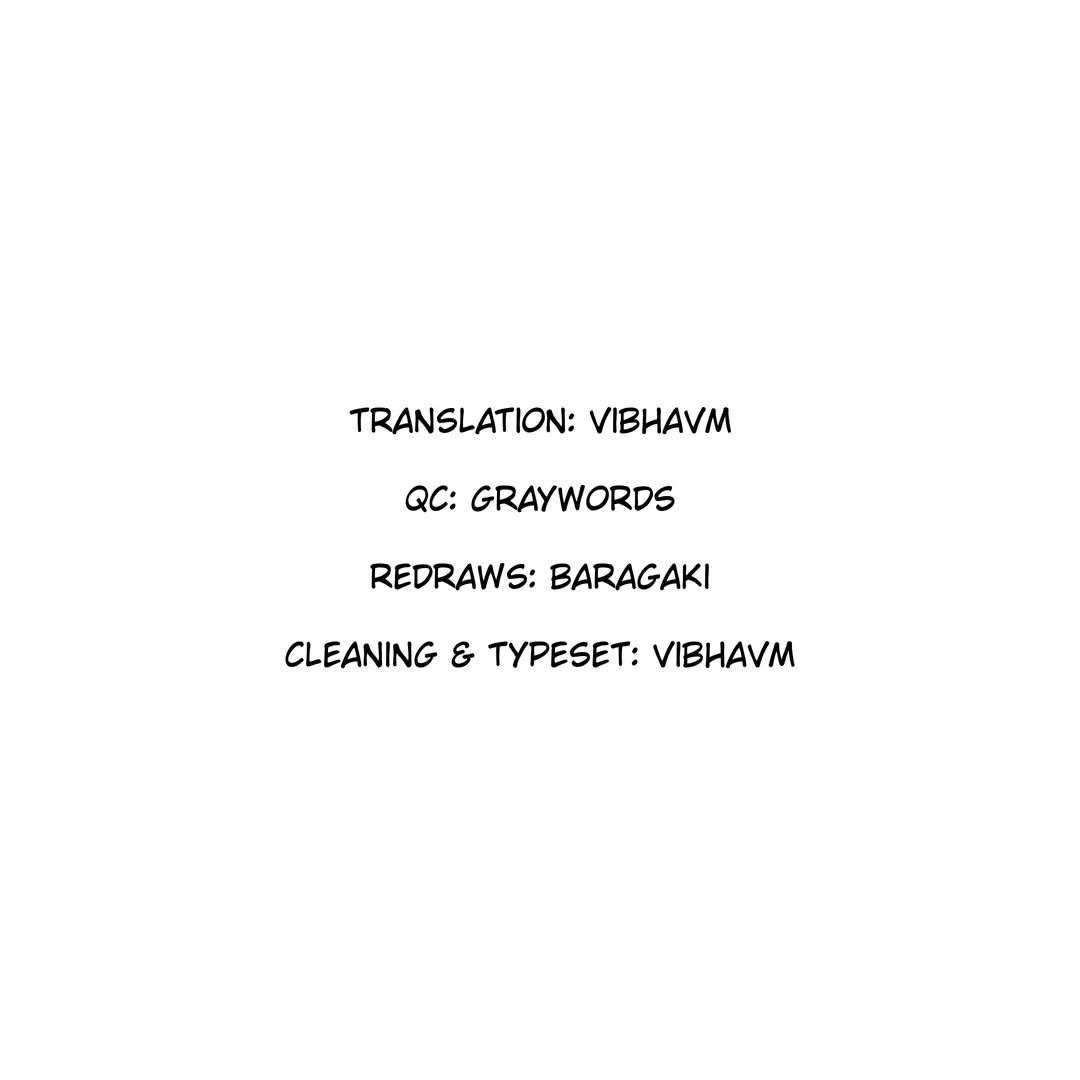 TRANSLATION: VIBHAVM
QC: GRAYWORDS
REDRAWS: BARAGAKI
CLEANING & TYPESET: VIBHAVM